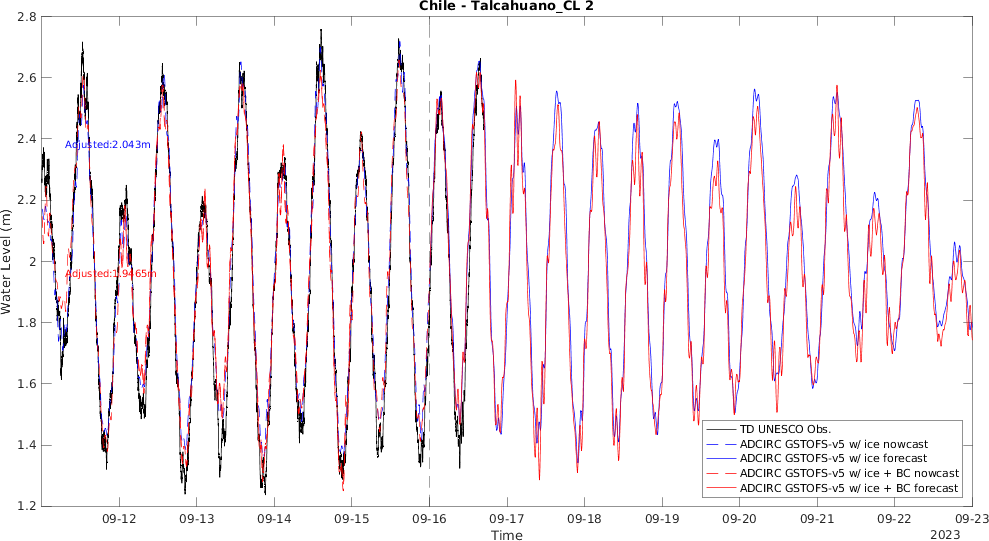 Chile - Talcahuano_CL 2
2.8
2.6
2.4
2.2
2
1.8
1.6
1.4
1.2
Water Level (m)
Adjusted:2.043m
Adjusted:1.9465m
TD UNESCO Obs.
ADCIRC GSTOFS-v5 w/ ice nowcast
ADCIRC GSTOFS-v5 w/ ice forecast
ADCIRC GSTOFS-v5 w/ ice + BC nowcast
ADCIRC GSTOFS-v5 w/ ice + BC forecast
09-12 09-13 09-14 09-15 09-16 09-17 09-18 09-19 09-20 09-21 09-22 09-23
Time
2023